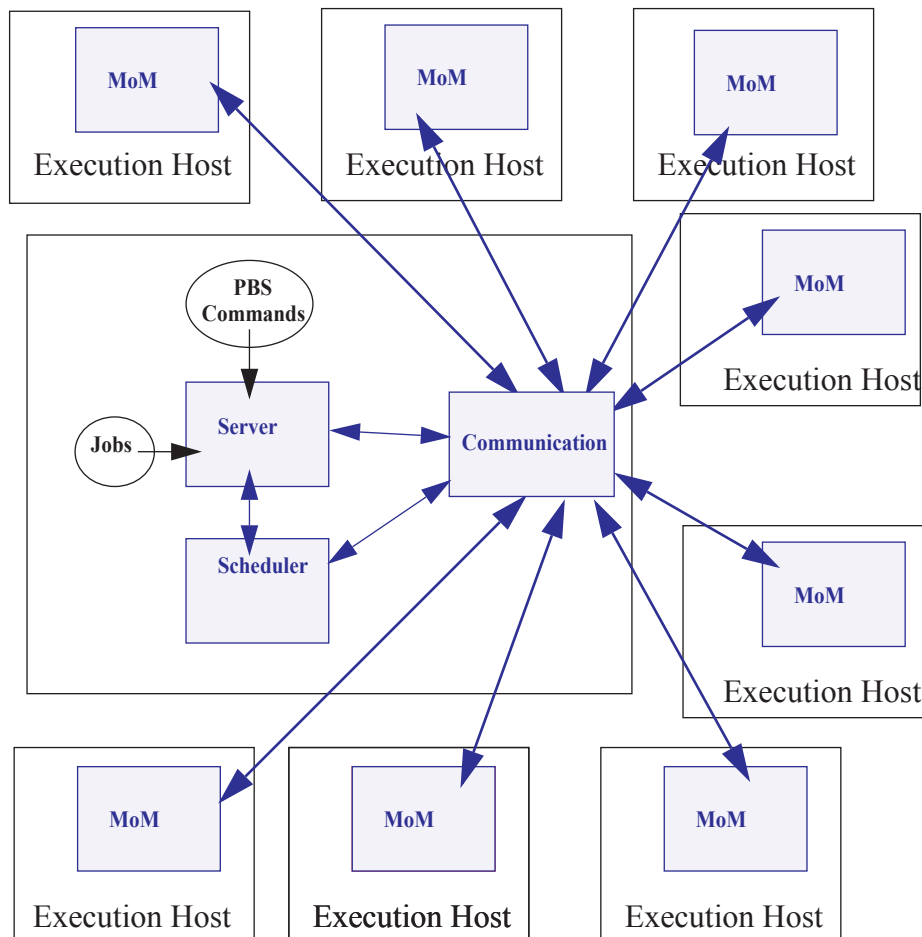 MoM
Execution Host
MoM
Execution Host
MoM
Execution Host
MoM
Execution Host
PBS
Commands
Server
Jobs
Communication
Scheduler
MoM
Execution Host
MoM
Execution Host
MoM
Execution Host
MoM
Execution Host